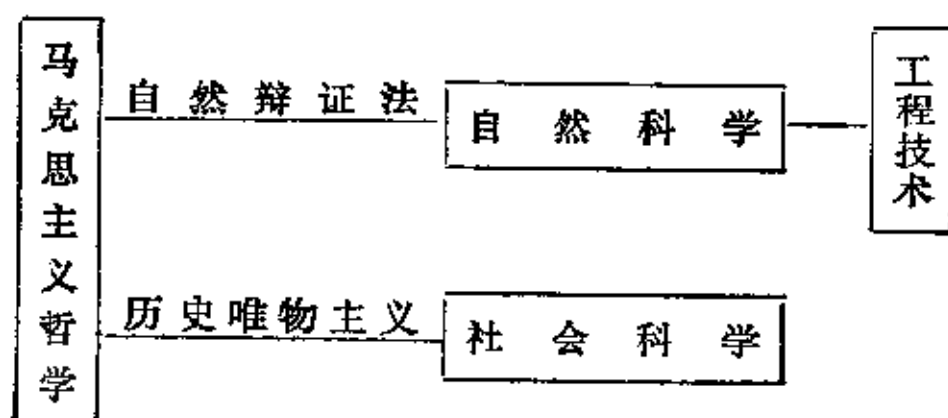 马克思主义哲学
自然辩证法
自然科学
工程技术
历史唯物主义
社会科学